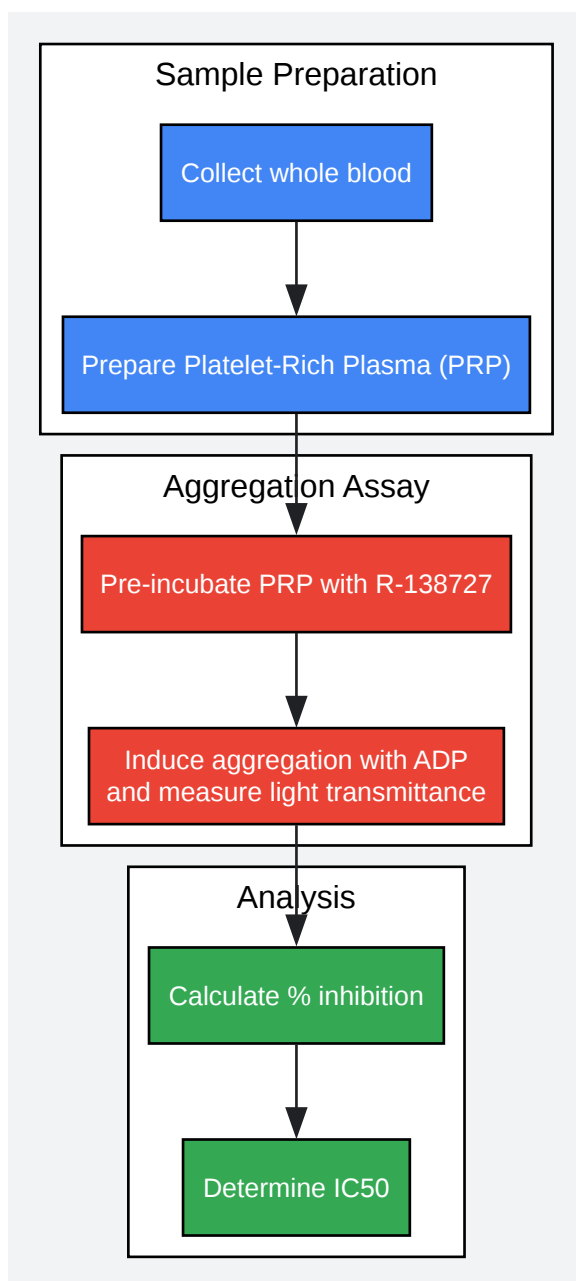 Sample Preparation
Collect whole blood
Prepare Platelet-Rich Plasma (PRP)
Aggregation Assay
Pre-incubate PRP with R-138727
Induce aggregation with ADP
and measure light transmittance
Analysis
Calculate % inhibition
Determine IC50